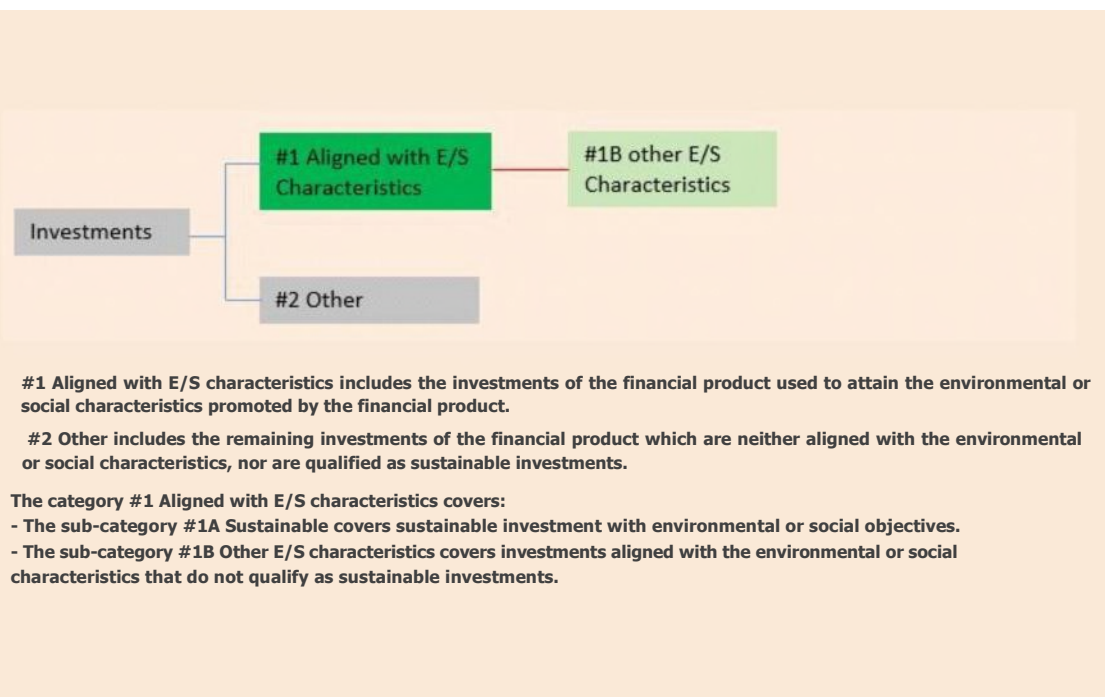 #1 Aligned with E/S
Characteristics
#1B other E/S
Characteristics
Investments
#2 Other
#1 Aligned with E/S characteristics includes the investments of the financial product used to attain the environmental or
social characteristics promoted by the financial product.
#2 Other includes the remaining investments of the financial product which are neither aligned with the environmental
or social characteristics, nor are qualified as sustainable investments.
The category #1 Aligned with E/S characteristics covers:
- The sub-category #1A Sustainable covers sustainable investment with environmental or social objectives.
- The sub-category #1B Other E/S characteristics covers investments aligned with the environmental or social
characteristics that do not qualify as sustainable investments.